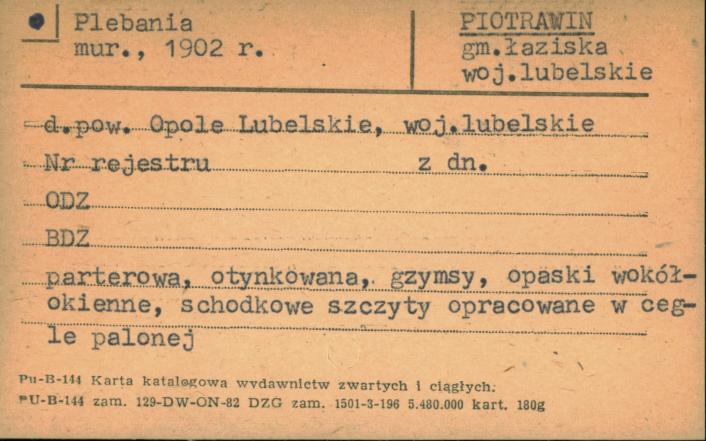 Plebania
mur., 1902 r.
PIOTRAWIN
gm.Łaziska
woj.lubelskie
d.pow. Opole Lubelskie, woj.lubelskie
Nr rejestru z dn.
ODZ
BDZ
parterowa, otynkowana, gzymsy, opaski wokół-
okienne, schodkowe szczyty opracowane w ceg-
le palonej
Pu-B-144 Karta katalogowa wydawnictw zwartych i ciągłych.
PU-B-144 zam. 129-DW-ON-82 DZG zam. 1501-3-196 5.480.000 kart. 180g